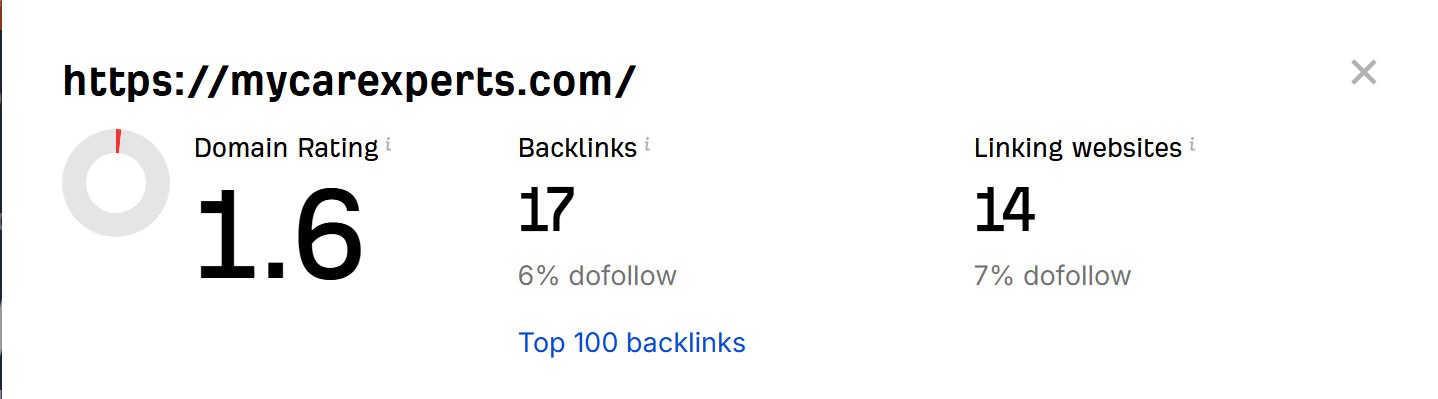 https://mycarexperts.com/
Domain Rating i
Backlinks i
Linking websites i
1.6
17
14
6% dofollow
7% dofollow
Top 100 backlinks